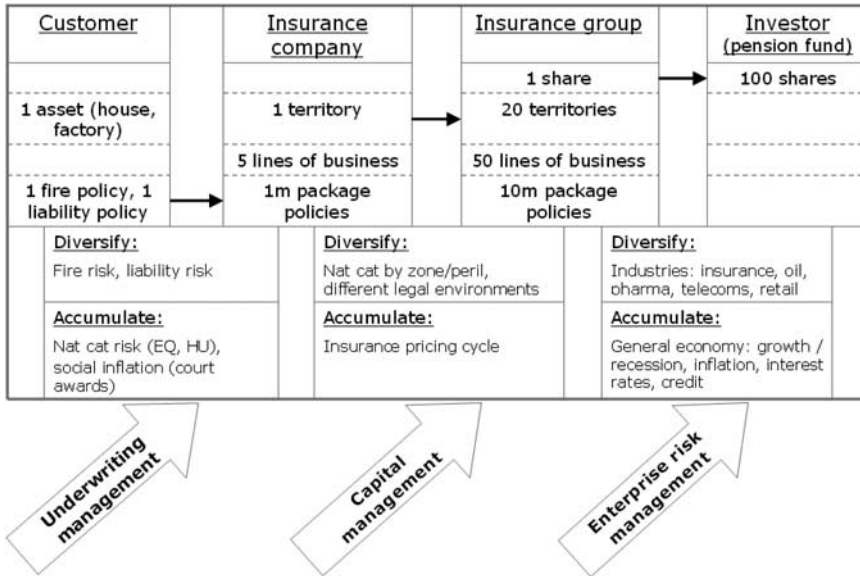 Customer
Insurance
company
Insurance group
Investor
(pension fund)
1 share
100 shares
1 asset (house,
factory)
1 territory
20 territories
5 lines of business
50 lines of business
1 fire policy, 1
liability policy
1m package
policies
10m package
policies
Diversify:
Fire risk, liability risk
Accumulate:
Nat cat risk (EQ, HU),
social inflation (court
awards)
Diversify:
Nat cat by zone/peril,
different legal environments
Accumulate:
Insurance pricing cycle
Diversify:
Industries: insurance, oil,
pharma, telecoms, retail
Accumulate:
General economy: growth /
recession, inflation, interest
rates, credit
Underwriting
management
Capital
management
Enterprise risk
management